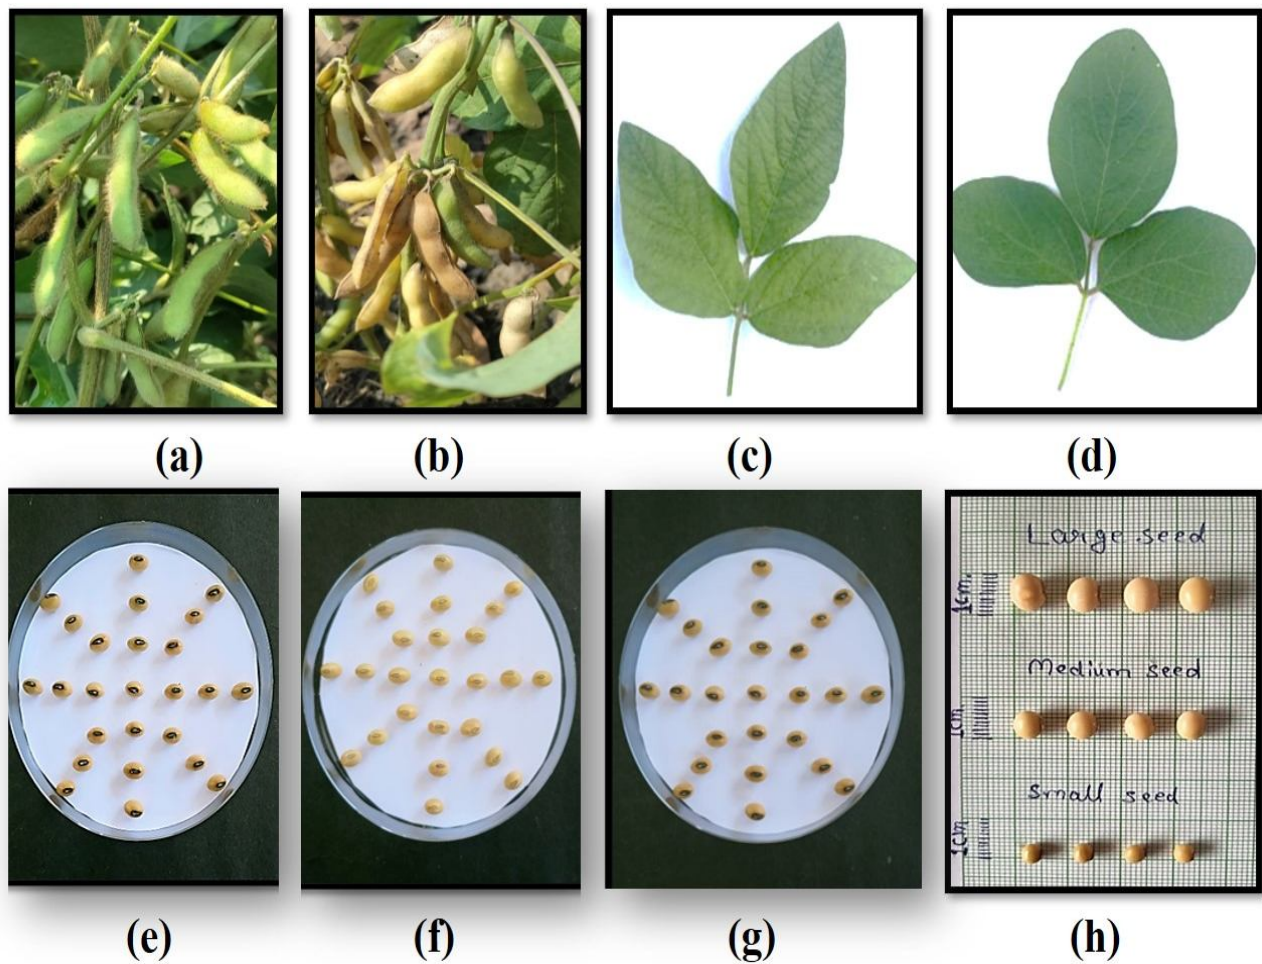 (a) (b) (c) (d)
Large seed
1cm.
Medium seed
1cm
Small seed
1cm
(e) (f) (g) (h)